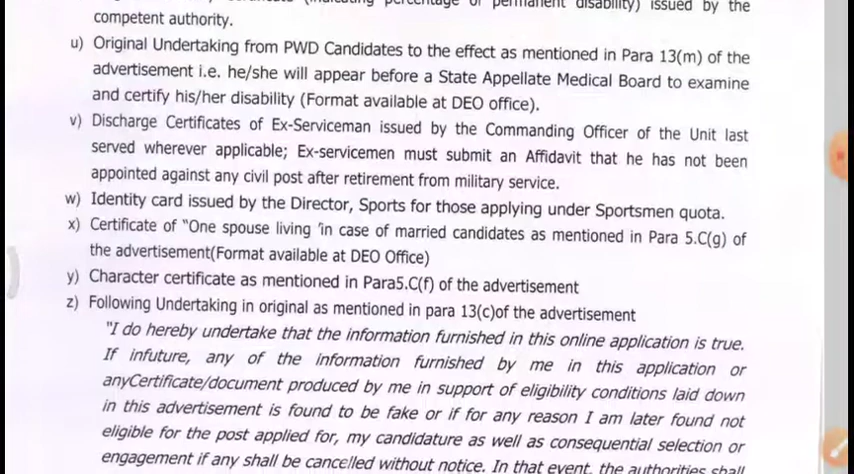 percentage of permanent disability) issued by the
competent authority.
u) Original Undertaking from PWD Candidates to the effect as mentioned in Para 13(m) of the
advertisement i.e. he/she will appear before a State Appellate Medical Board to examine
and certify his/her disability (Format available at DEO office).
v) Discharge Certificates of Ex-Serviceman issued by the Commanding Officer of the Unit last
served wherever applicable; Ex-servicemen must submit an Affidavit that he has not been
appointed against any civil post after retirement from military service.
w) Identity card issued by the Director, Sports for those applying under Sportsmen quota.
x) Certificate of "One spouse living 'in case of married candidates as mentioned in Para 5.C(g) of
the advertisement(Format available at DEO Office)
y) Character certificate as mentioned in Para5.C(f) of the advertisement
z) Following Undertaking in original as mentioned in para 13(c)of the advertisement
"I do hereby undertake that the information furnished in this online application is true.
If infuture, any of the information furnished by me in this application or
anyCertificate/document produced by me in support of eligibility conditions laid down
in this advertisement is found to be fake or if for any reason I am later found not
eligible for the post applied for, my candidature as well as consequential selection or
engagement if any shall be cancelled without notice. In that event, the authorities shall